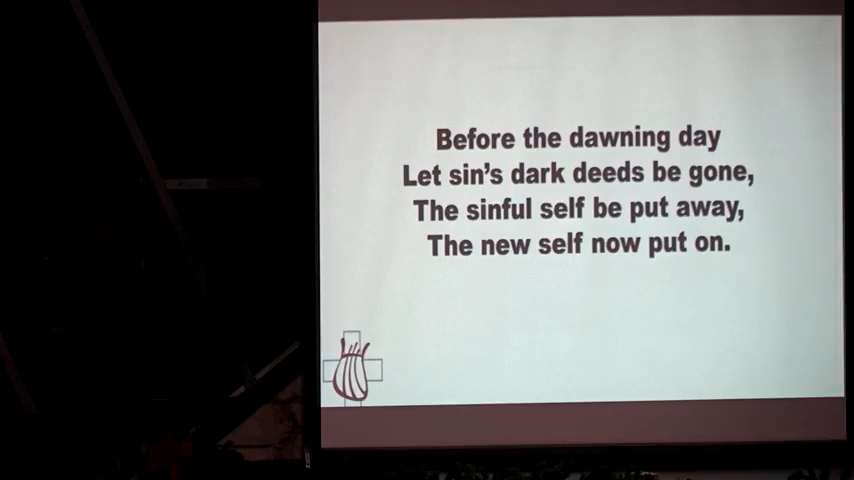 Before the dawning day
Let sin's dark deeds be gone,
The sinful self be put away,
The new self now put on.